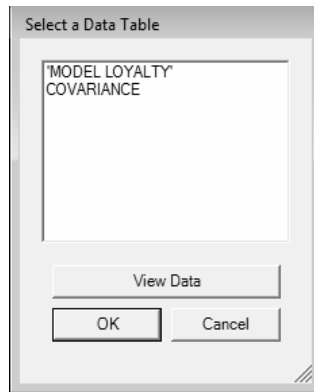 Select a Data Table
'MODEL LOYALTY'
COVARIANCE
View Data
OK
Cancel